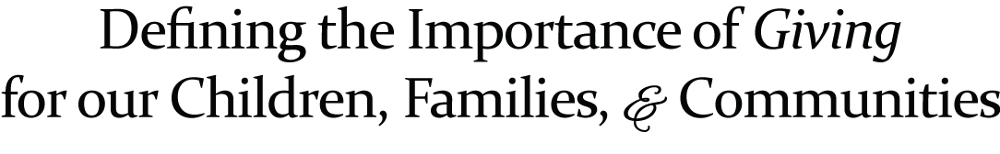 Defining the Importance of Giving
for our Children, Families, & Communities